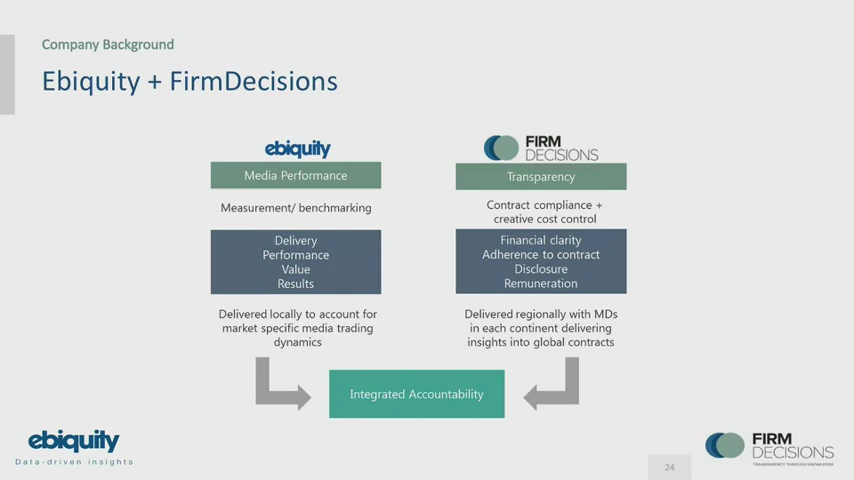 Company Background
Ebiquity + FirmDecisions
ebiquity
Media Performance
Measurement/ benchmarking
Delivery
Performance
Value
Results
Delivered locally to account for
market specific media trading
dynamics
FIRM
DECISIONS
Transparency
Contract compliance +
creative cost control
Financial clarity
Adherence to contract
Disclosure
Remuneration
Delivered regionally with MDs
in each continent delivering
insights into global contracts
Integrated Accountability
ebiquity
Data-driven insights
24
FIRM
DECISIONS
TRANSPARENCY THROUGH KNOWLEDGE